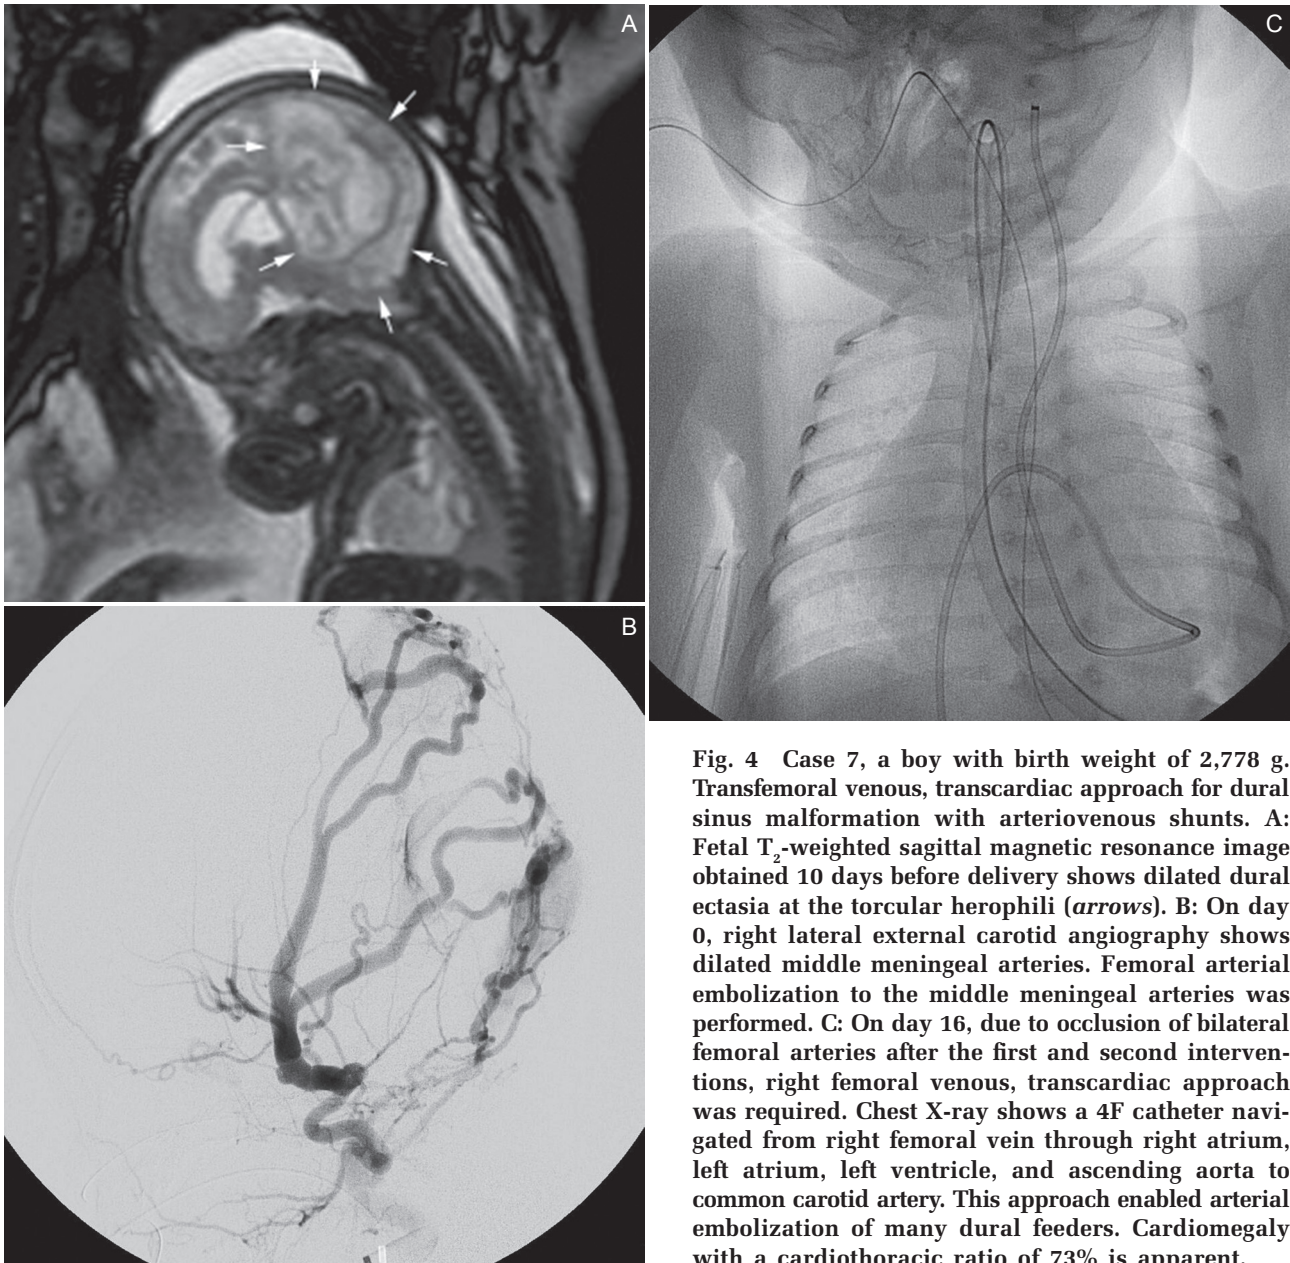 A
C
B
Fig. 4 Case 7, a boy with birth weight of 2,778 g.
Transfemoral venous, transcardiac approach for dural
sinus malformation with arteriovenous shunts. A:
Fetal T₂-weighted sagittal magnetic resonance image
obtained 10 days before delivery shows dilated dural
ectasia at the torcular herophili (arrows). B: On day
0, right lateral external carotid angiography shows
dilated middle meningeal arteries. Femoral arterial
embolization to the middle meningeal arteries was
performed. C: On day 16, due to occlusion of bilateral
femoral arteries after the first and second interven-
tions, right femoral venous, transcardiac approach
was required. Chest X-ray shows a 4F catheter navi-
gated from right femoral vein through right atrium,
left atrium, left ventricle, and ascending aorta to
common carotid artery. This approach enabled arterial
embolization of many dural feeders. Cardiomegaly
with a cardiothoracic ratio of 73% is apparent.